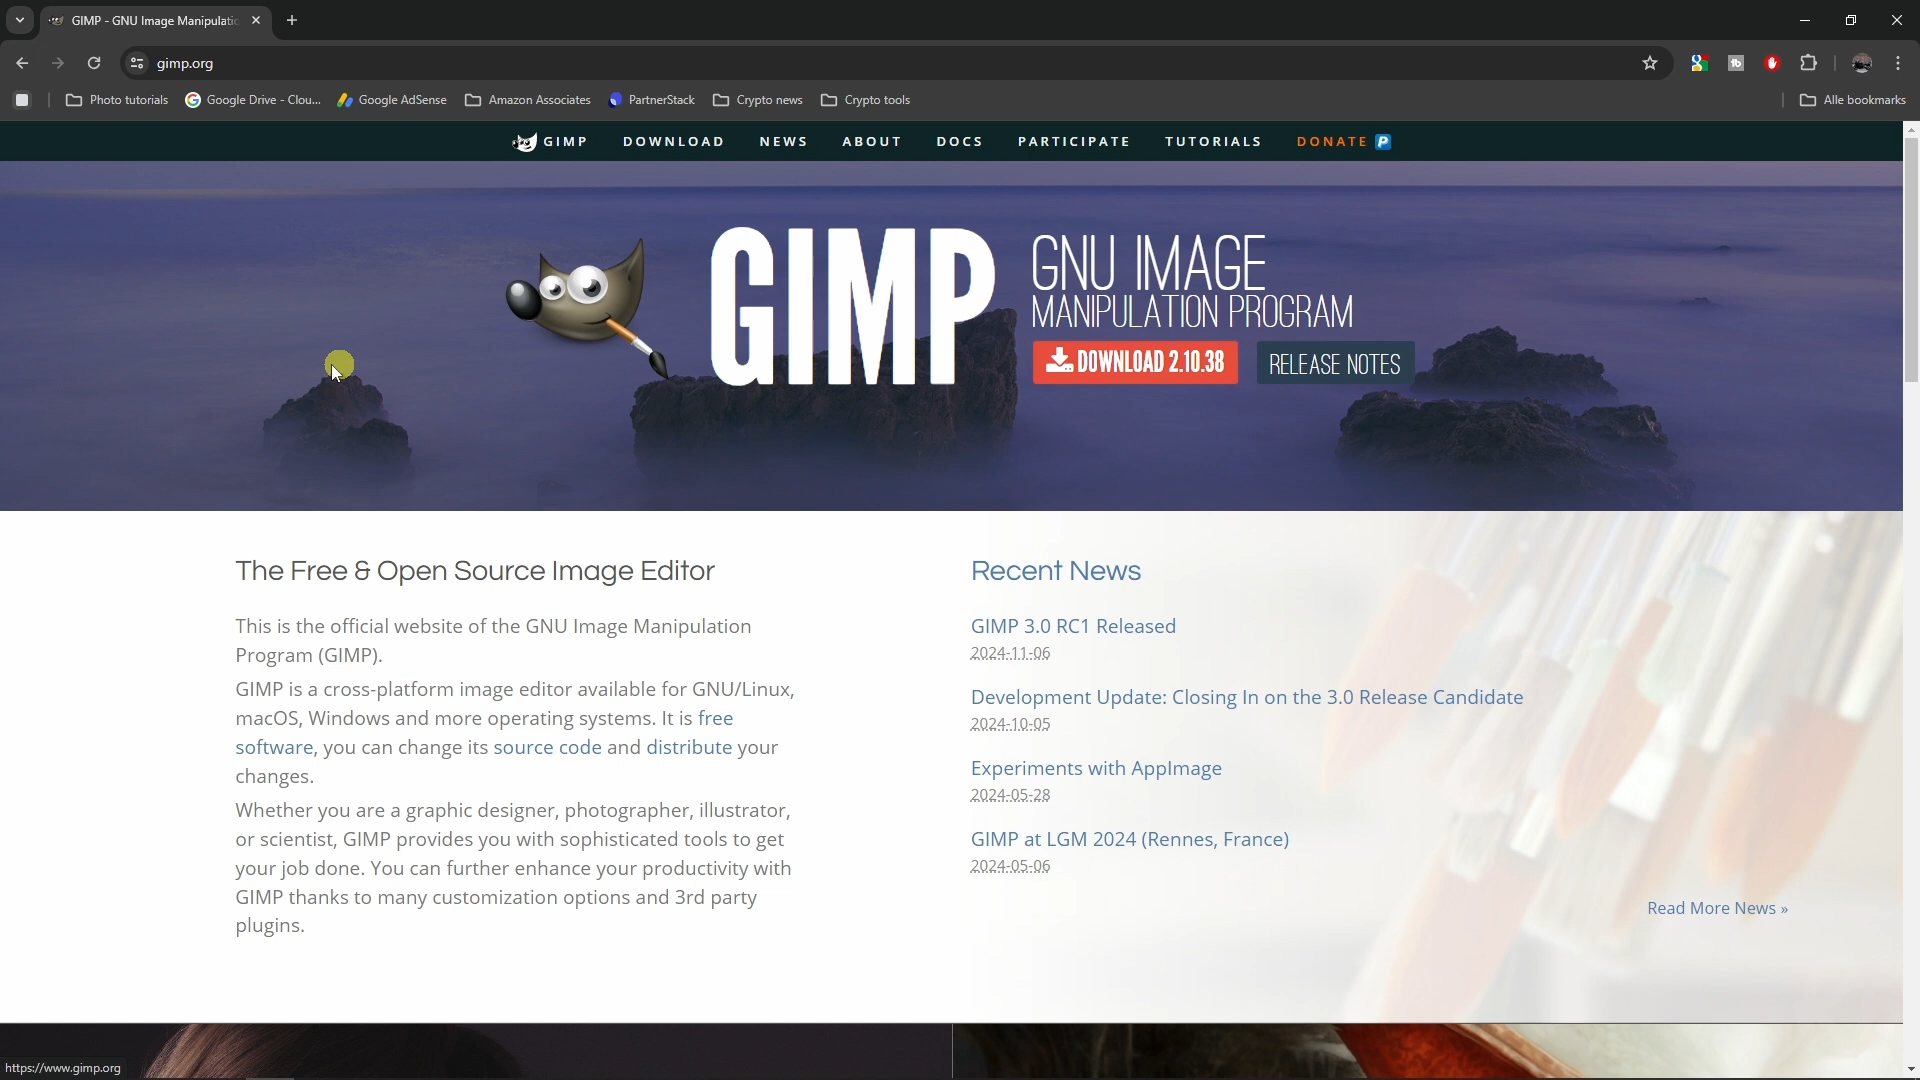 GIMP - GNU Image Manipulatio
gimp.org
Photo tutorials
Google Drive - Clou...
Google AdSense
Amazon Associates
PartnerStack
Crypto news
Crypto tools
Alle bookmarks
GIMP
DOWNLOAD
NEWS
ABOUT
DOCS
PARTICIPATE
TUTORIALS
DONATE
GIMP
GNU IMAGE
MANIPULATION PROGRAM
DOWNLOAD 2.10.38
RELEASE NOTES
The Free & Open Source Image Editor
This is the official website of the GNU Image Manipulation
Program (GIMP).
GIMP is a cross-platform image editor available for GNU/Linux,
macOS, Windows and more operating systems. It is free
software, you can change its source code and distribute your
changes.
Whether you are a graphic designer, photographer, illustrator,
or scientist, GIMP provides you with sophisticated tools to get
your job done. You can further enhance your productivity with
GIMP thanks to many customization options and 3rd party
plugins.
Recent News
GIMP 3.0 RC1 Released
2024-11-06
Development Update: Closing In on the 3.0 Release Candidate
2024-10-05
Experiments with AppImage
2024-05-28
GIMP at LGM 2024 (Rennes, France)
2024-05-06
Read More News »
https://www.gimp.org